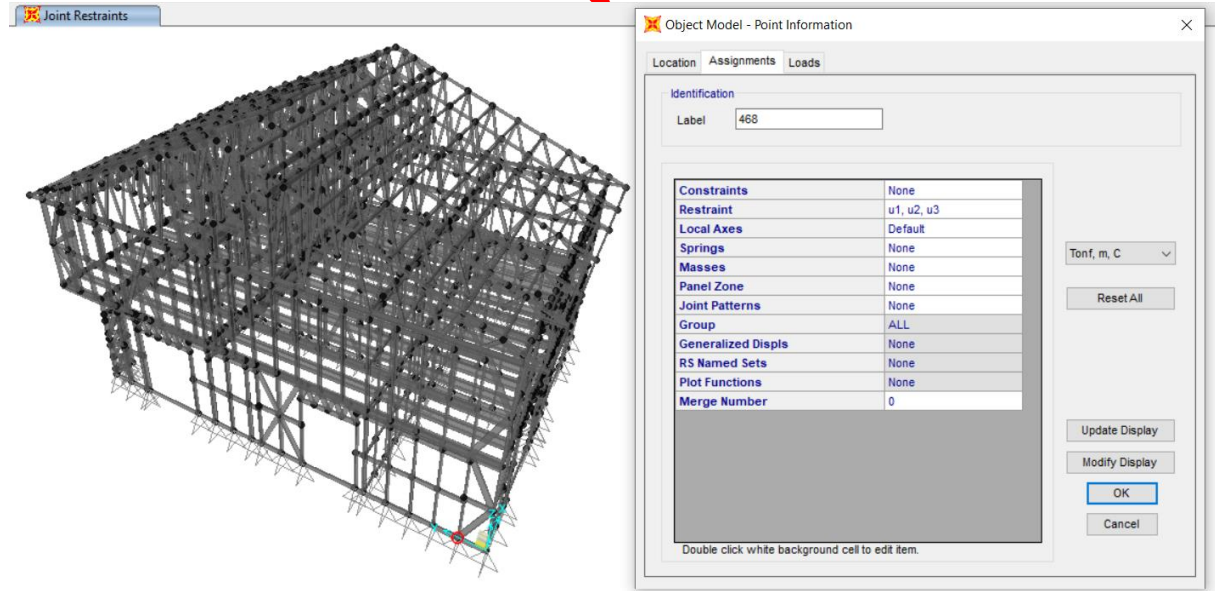 Joint Restraints
Object Model - Point Information
Location Assignments Loads
Identification
Label 468
Constraints None
Restraint u1, u2, u3
Local Axes Default
Springs None
Masses None
Panel Zone None
Joint Patterns None
Group ALL
Generalized Displs None
RS Named Sets None
Plot Functions None
Merge Number 0
Double click white background cell to edit item.
Tonf, m, C
Reset All
Update Display
Modify Display
OK
Cancel